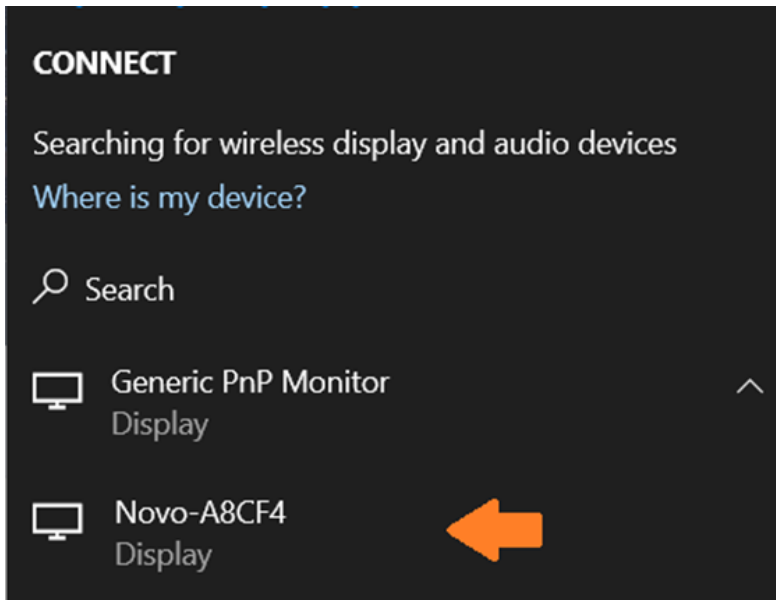 CONNECT
Searching for wireless display and audio devices
Where is my device?
Search
Generic PnP Monitor
Display
Novo-A8CF4
Display